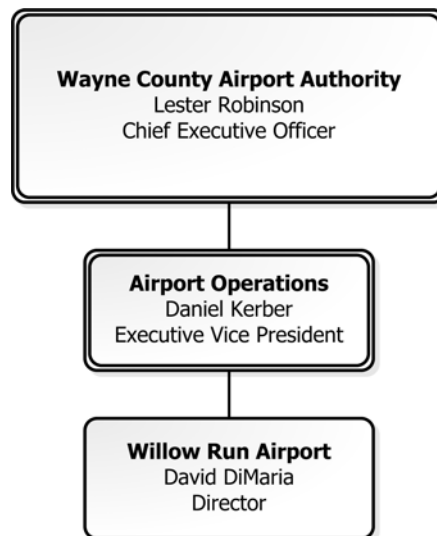 Wayne County Airport Authority
Lester Robinson
Chief Executive Officer
Airport Operations
Daniel Kerber
Executive Vice President
Willow Run Airport
David DiMaria
Director